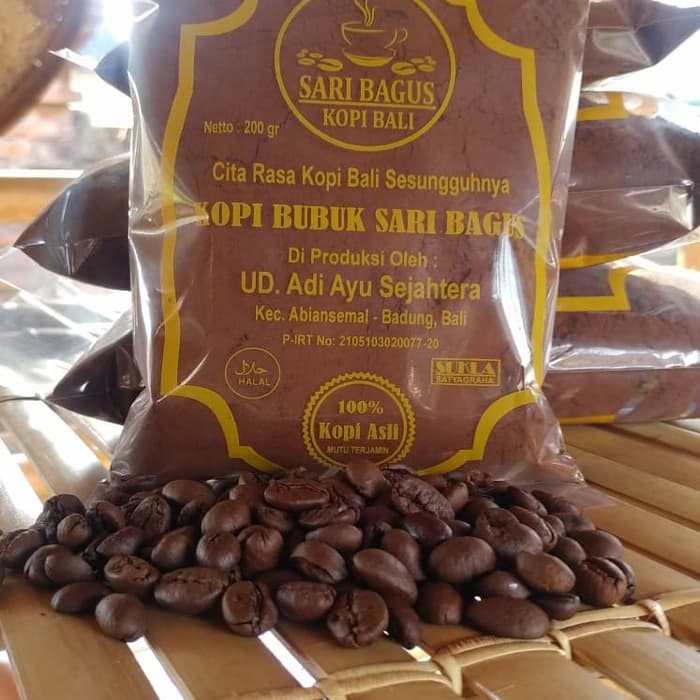 SARI BAGUS
KOPI BALI
Netto : 200 gr
Cita Rasa Kopi Bali Sesungguhnya
KOPI BUBUK SARI BAGUS
Di Produksi Oleh :
UD. Adi Ayu Sejahtera
Kec. Abiansemal - Badung, Bali
P-IRT No: 2105103020077-20
حلال
HALAL
SUKLA
SATYAGRAHA
100%
Kopi Asli
MUTU TERJAMIN